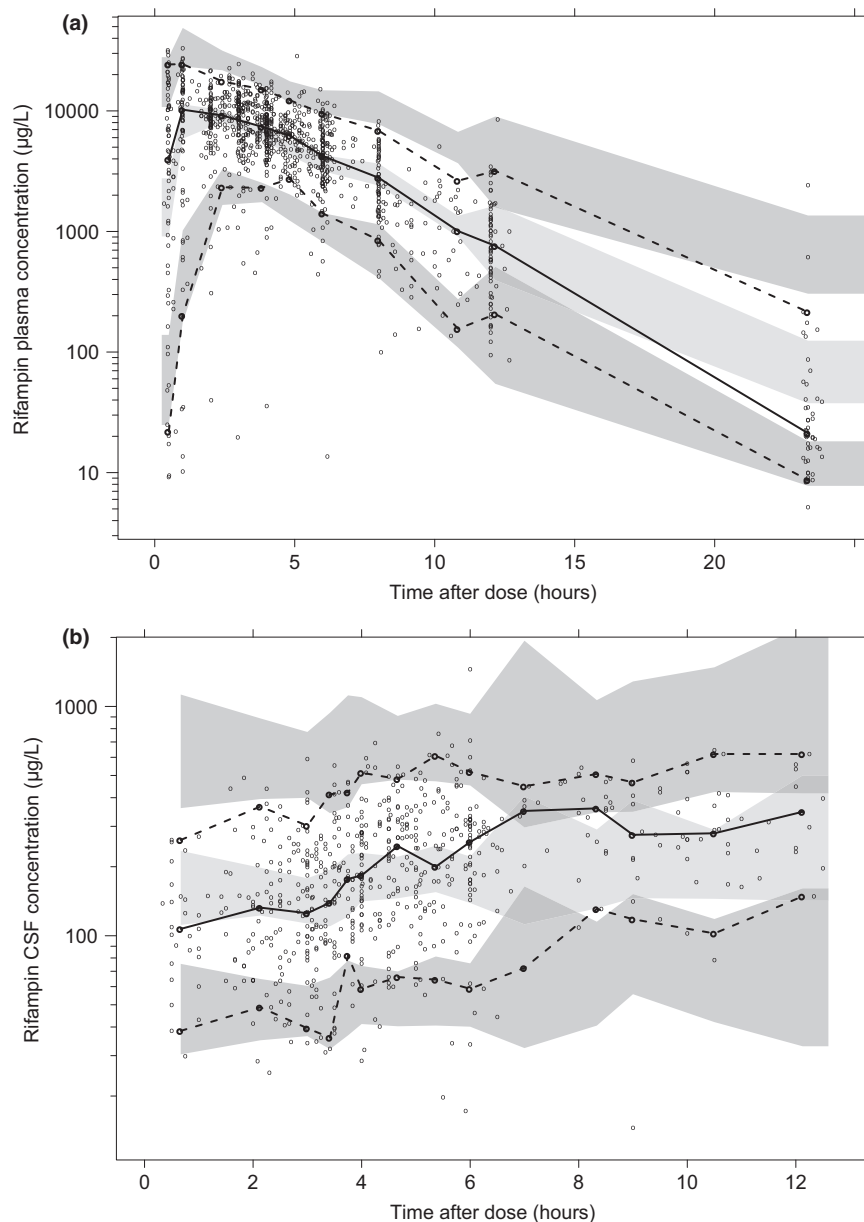 (a)
10000
1000
100
10
Rifampin plasma concentration (µg/L)
0 5 10 15 20
Time after dose (hours)
(b)
1000
100
Rifampin CSF concentration (µg/L)
0 2 4 6 8 10 12
Time after dose (hours)